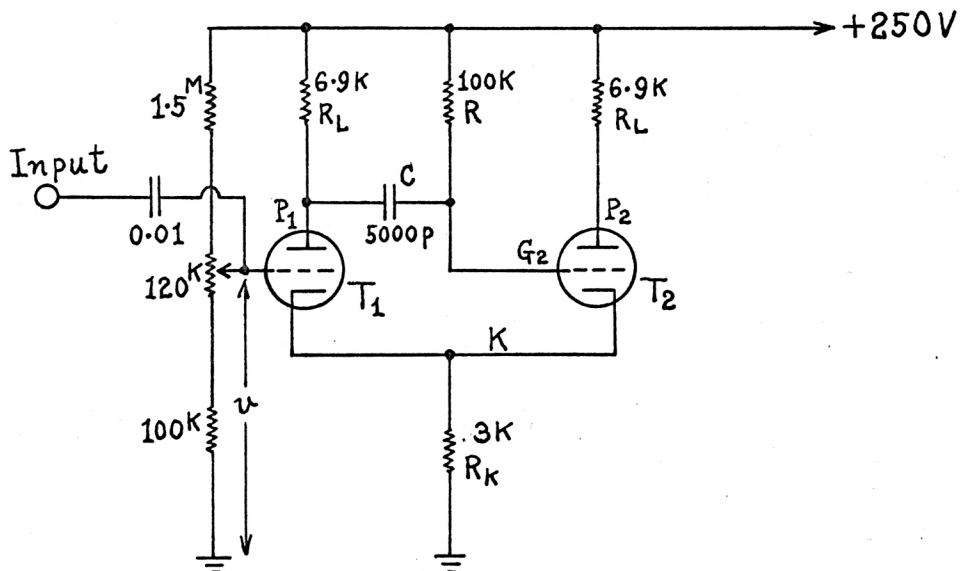 +250V
1.5M
6.9K
RL
100K
R
6.9K
RL
Input
0.01
C
5000p
P1
P2
G2
120K
T1
T2
K
v
100K
.3K
RK